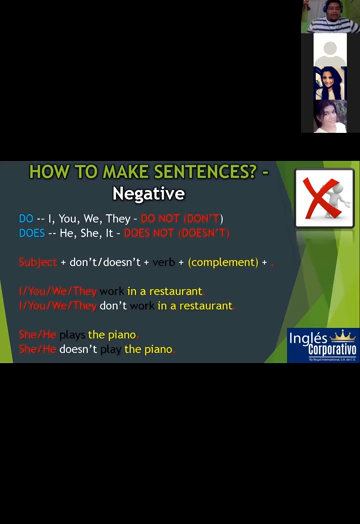 HOW TO MAKE SENTENCES? -
Negative
DO -- I, You, We, They – DO NOT (DON'T)
DOES -- He, She, It – DOES NOT (DOESN'T)
Subject + don't/doesn't + verb + (complement) + .
I/You/We/They work in a restaurant.
I/You/We/They don't work in a restaurant.
She/He plays the piano.
She/He doesn't play the piano.
Inglés
Corporativo